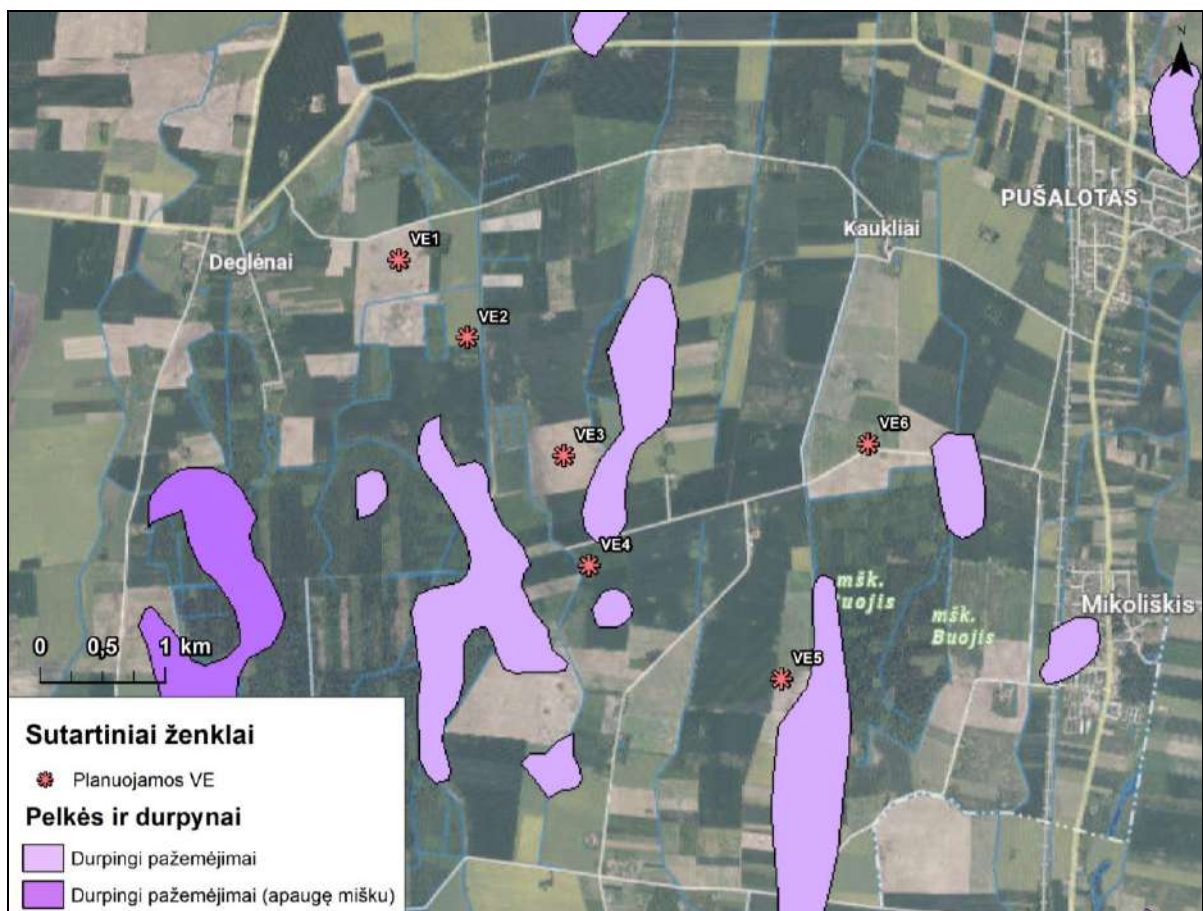 z
PUŠALOTAS
Kaukliai
VE1
Deglėnai
VE2
VE3
VE6
VE4
mšk.
Buojis
mšk.
Buojis
Mikoliškis
VE5
0 0,5 1 km
Sutartiniai ženklai
Planuojamos VE
Pelkės ir durpynai
Durpingi pažemėjimai
Durpingi pažemėjimai (apaugę mišku)